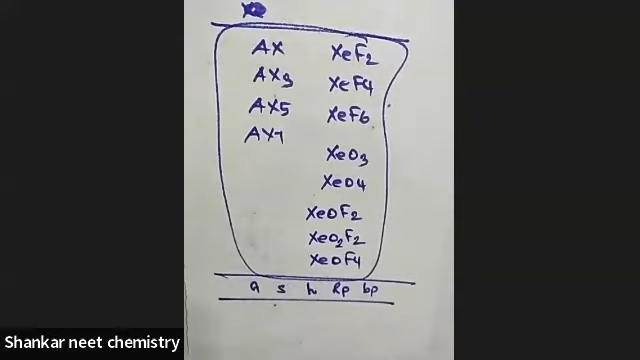 AX XeF2
AX3 XeF4
AX5 XeF6
AX7
XeO3
XeO4
XeOF2
XeO2F2
XeOF4
a s h lp bp
Shankar neet chemistry